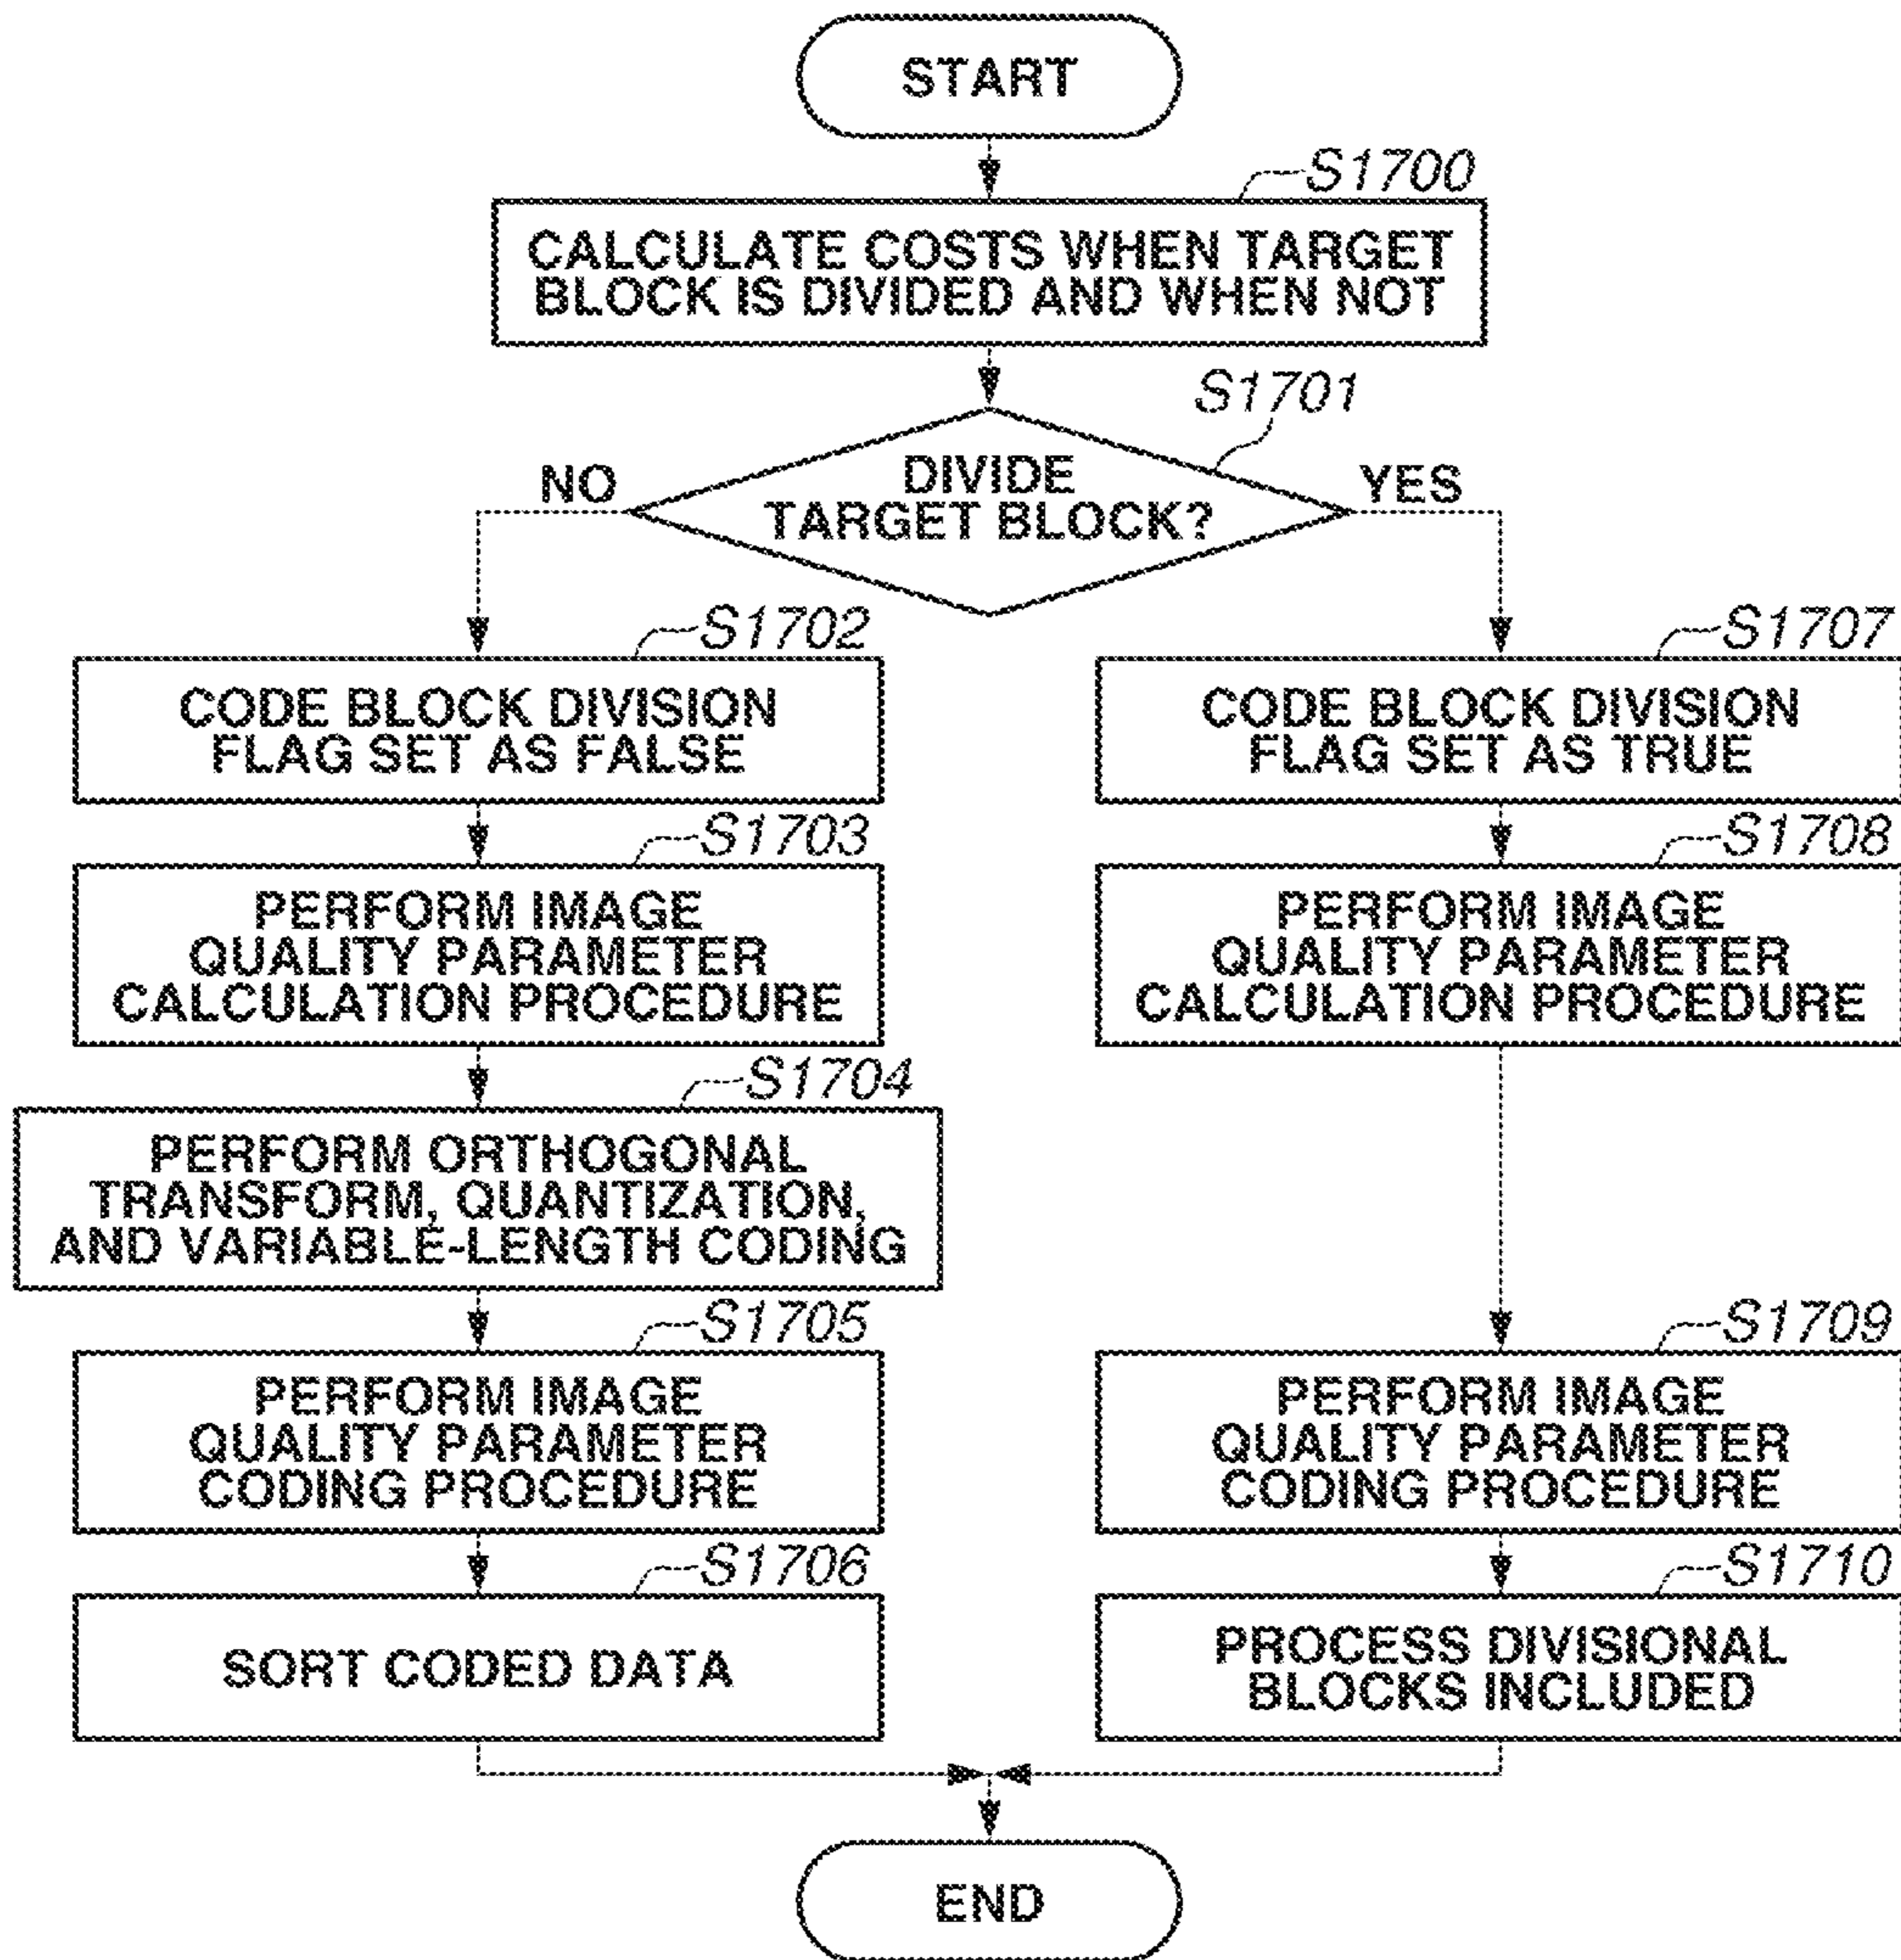 START
S1700
CALCULATE COSTS WHEN TARGET
BLOCK IS DIVIDED AND WHEN NOT
S1701
DIVIDE
TARGET BLOCK?
NO
YES
S1702
CODE BLOCK DIVISION
FLAG SET AS FALSE
S1703
PERFORM IMAGE
QUALITY PARAMETER
CALCULATION PROCEDURE
S1704
PERFORM ORTHOGONAL
TRANSFORM, QUANTIZATION,
AND VARIABLE-LENGTH CODING
S1705
PERFORM IMAGE
QUALITY PARAMETER
CODING PROCEDURE
S1706
SORT CODED DATA
S1707
CODE BLOCK DIVISION
FLAG SET AS TRUE
S1708
PERFORM IMAGE
QUALITY PARAMETER
CALCULATION PROCEDURE
S1709
PERFORM IMAGE
QUALITY PARAMETER
CODING PROCEDURE
S1710
PROCESS DIVISIONAL
BLOCKS INCLUDED
END